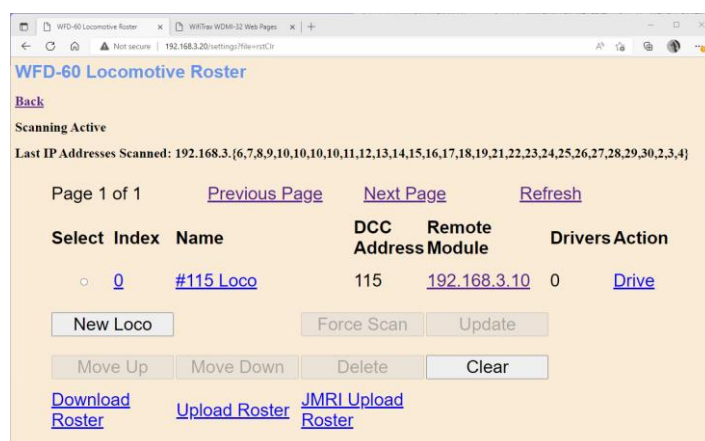 WFD-60 Locomotive Roster
WifiTrax WDMI-32 Web Pages
Not secure | 192.168.3.20/settings?file=rstClr
WFD-60 Locomotive Roster
Back
Scanning Active
Last IP Addresses Scanned: 192.168.3.{6,7,8,9,10,10,10,10,11,12,13,14,15,16,17,18,19,21,22,23,24,25,26,27,28,29,30,2,3,4}
Page 1 of 1 Previous Page Next Page Refresh
Select Index Name DCC Address Remote Module Drivers Action
0 #115 Loco 115 192.168.3.10 0 Drive
New Loco Force Scan Update
Move Up Move Down Delete Clear
Download Roster Upload Roster JMRI Upload Roster